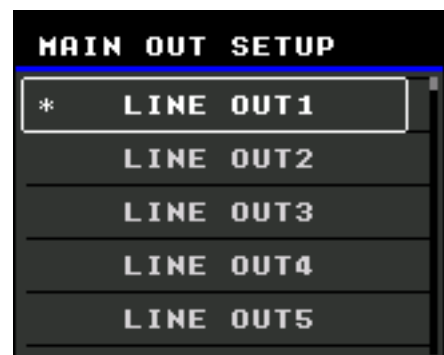 MAIN OUT SETUP
* LINE OUT1
LINE OUT2
LINE OUT3
LINE OUT4
LINE OUT5